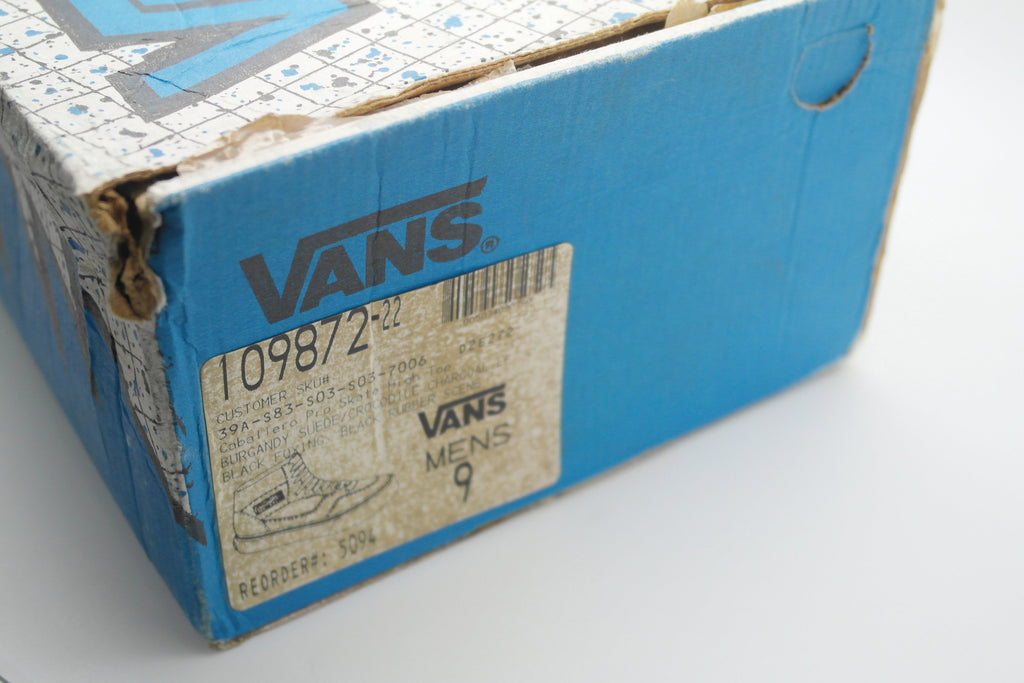 VANS®
109872-22
CUSTOMER SKU#
39A-S83-S03-S03-7006
Caballero Pro Skate High Top
BURGANDY SUEDE/CROCODILE CHARCOAL
BLACK FOXING, BLACK RUBBER
VANS
MENS
9
REORDER#: 5094